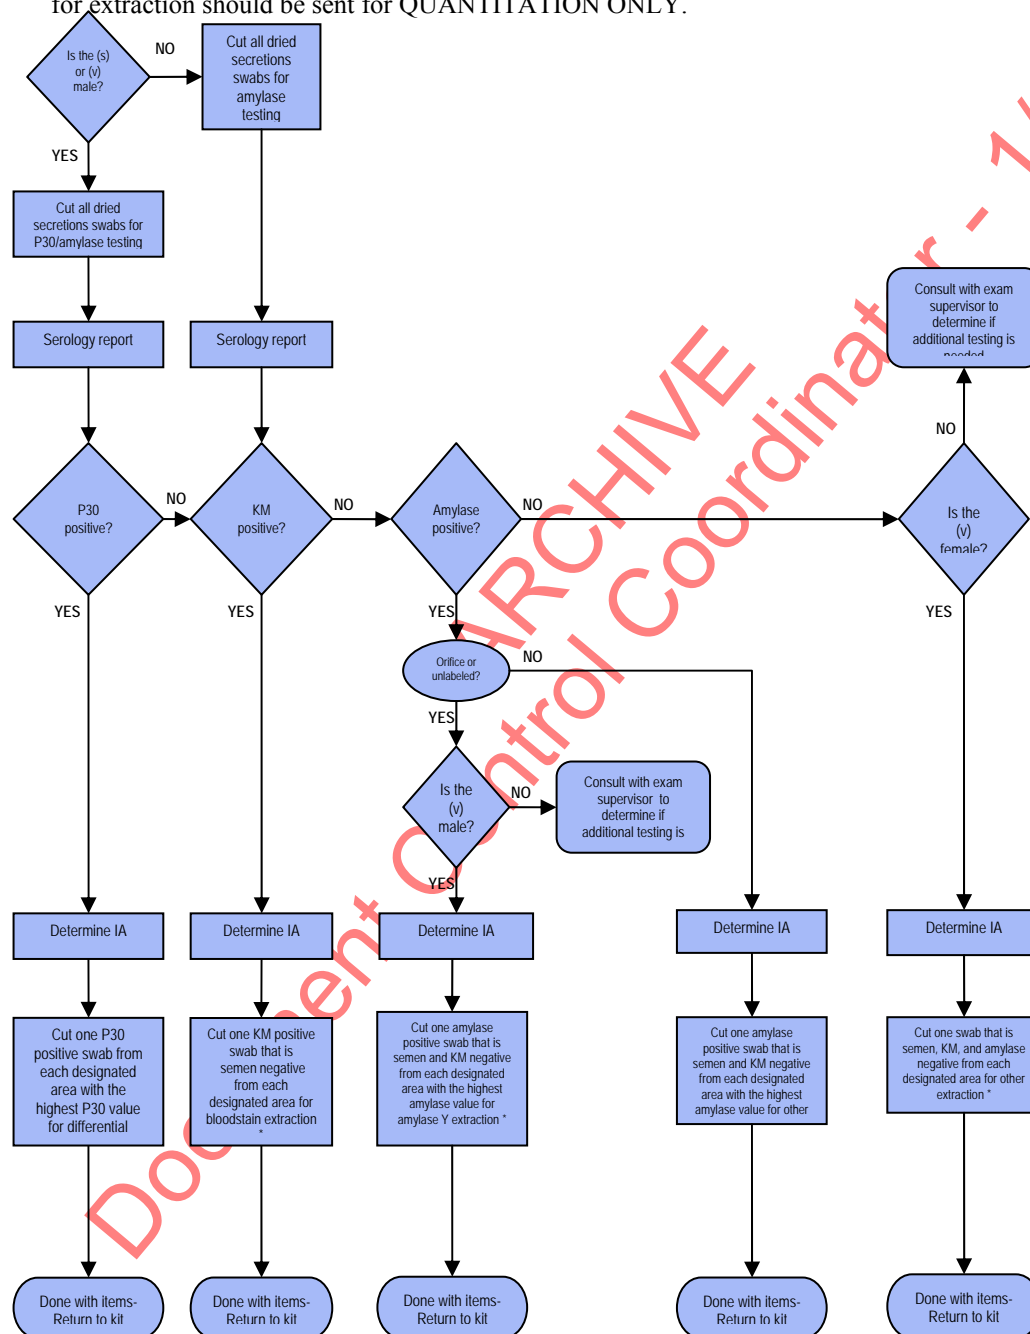 for extraction should be sent for QUANTITATION ONLY.
Is the (s)
or (v)
male?
NO
Cut all dried
secretions
swabs for
amylase
testing
YES
Cut all dried
secretions swabs for
P30/amylase testing
Serology report
Serology report
Consult with exam
supervisor to
determine if
additional testing is
needed
NO
P30
positive?
NO
KM
positive?
NO
Amylase
positive?
NO
Is the
(v)
female?
YES
YES
YES
YES
Orifice or
unlabeled?
NO
YES
Is the
(v)
male?
NO
Consult with exam
supervisor to
determine if
additional testing is
YES
Determine IA
Determine IA
Determine IA
Determine IA
Determine IA
Cut one P30
positive swab from
each designated
area with the
highest P30 value
for differential
Cut one KM positive
swab that is
semen negative
from each
designated area for
bloodstain extraction
*
Cut one amylase
positive swab that is
semen and KM negative
from each designated
area with the highest
amylase value for
amylase Y extraction *
Cut one amylase
positive swab that is
semen and KM negative
from each designated
area with the highest
amylase value for other
Cut one swab that is
semen, KM, and amylase
negative from each
designated area for other
extraction *
Done with items-
Return to kit
Done with items-
Return to kit
Done with items-
Return to kit
Done with items-
Return to kit
Done with items-
Return to kit
ARCHIVE
Document Control Coordinator - 1/